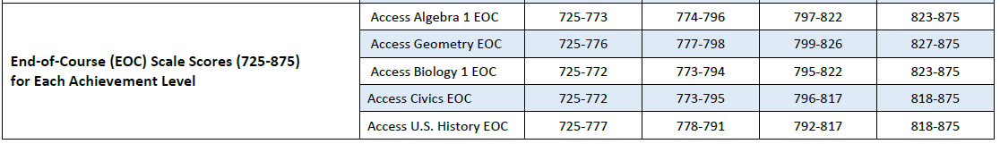 End-of-Course (EOC) Scale Scores (725-875)
for Each Achievement Level
Access Algebra 1 EOC 725-773 774-796 797-822 823-875
Access Geometry EOC 725-776 777-798 799-826 827-875
Access Biology 1 EOC 725-772 773-794 795-822 823-875
Access Civics EOC 725-772 773-795 796-817 818-875
Access U.S. History EOC 725-777 778-791 792-817 818-875